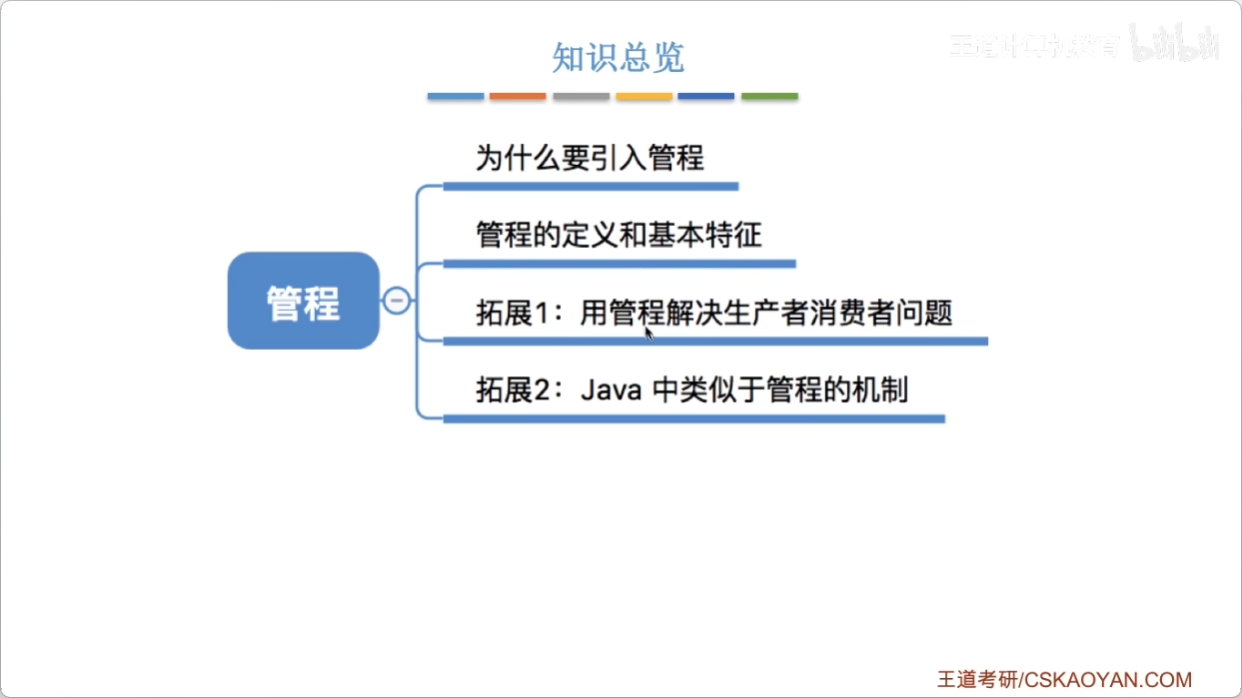 知识总览
王道计算机教育 bilibili
为什么要引入管程
管程的定义和基本特征
管程
拓展1：用管程解决生产者消费者问题
拓展2：Java 中类似于管程的机制
王道考研/CSKAOYAN.COM